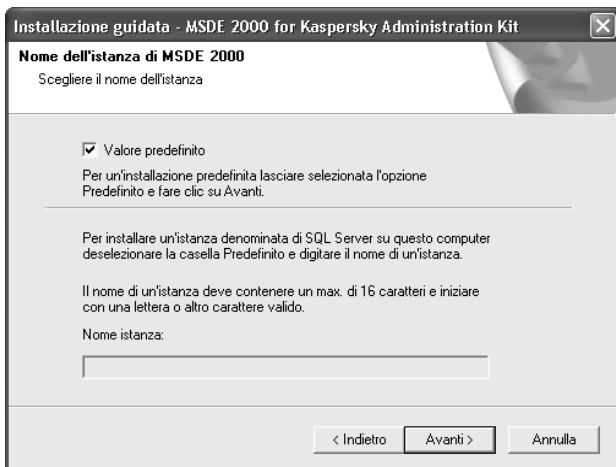 Installazione guidata - MSDE 2000 for Kaspersky Administration Kit
Nome dell'istanza di MSDE 2000
Scegliere il nome dell'istanza
Valore predefinito
Per un'installazione predefinita lasciare selezionata l'opzione
Predefinito e fare clic su Avanti.
Per installare un'istanza denominata di SQL Server su questo computer
deselezionare la casella Predefinito e digitare il nome di un'istanza.
Il nome di un'istanza deve contenere un max. di 16 caratteri e iniziare
con una lettera o altro carattere valido.
Nome istanza:
< Indietro
Avanti >
Annulla